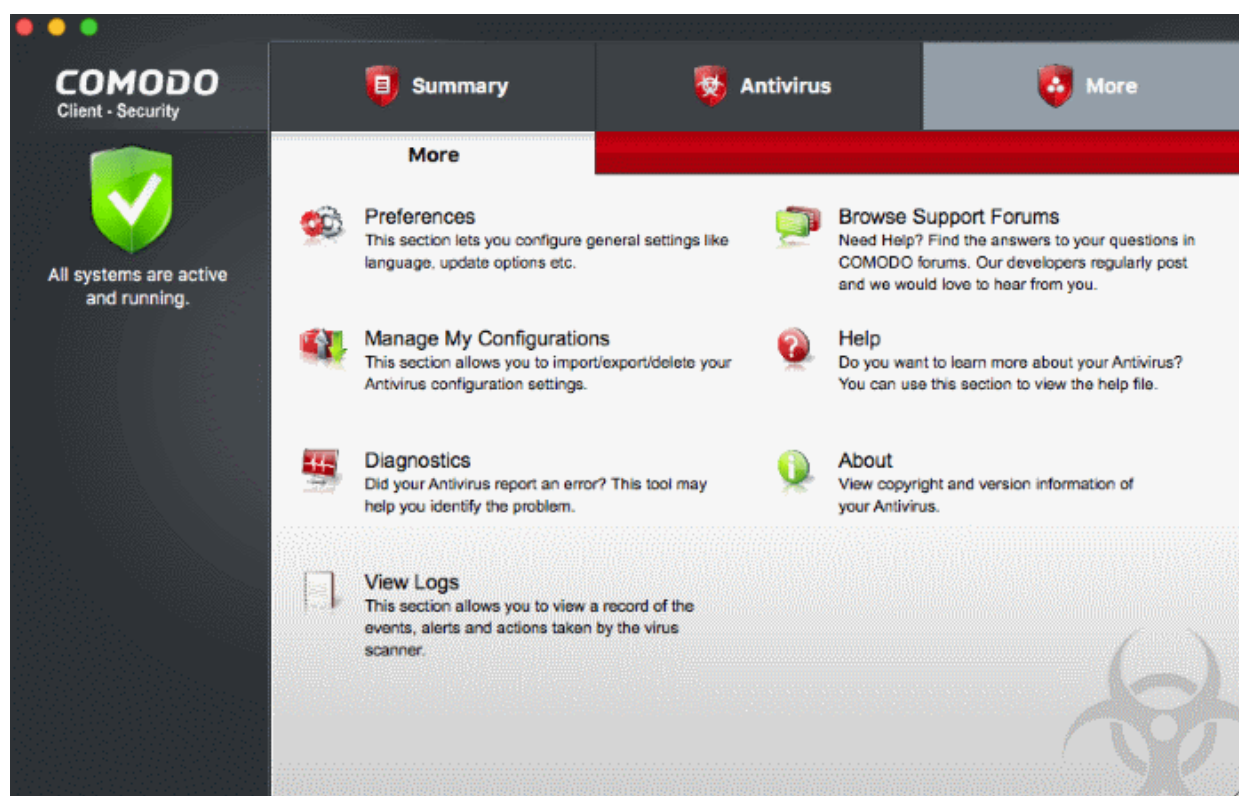 COMODO
Client - Security
Summary
Antivirus
More
All systems are active
and running.
More
Preferences
This section lets you configure general settings like
language, update options etc.
Manage My Configurations
This section allows you to import/export/delete your
Antivirus configuration settings.
Diagnostics
Did your Antivirus report an error? This tool may
help you identify the problem.
View Logs
This section allows you to view a record of the
events, alerts and actions taken by the virus
scanner.
Browse Support Forums
Need Help? Find the answers to your questions in
COMODO forums. Our developers regularly post
and we would love to hear from you.
Help
Do you want to learn more about your Antivirus?
You can use this section to view the help file.
About
View copyright and version information of
your Antivirus.